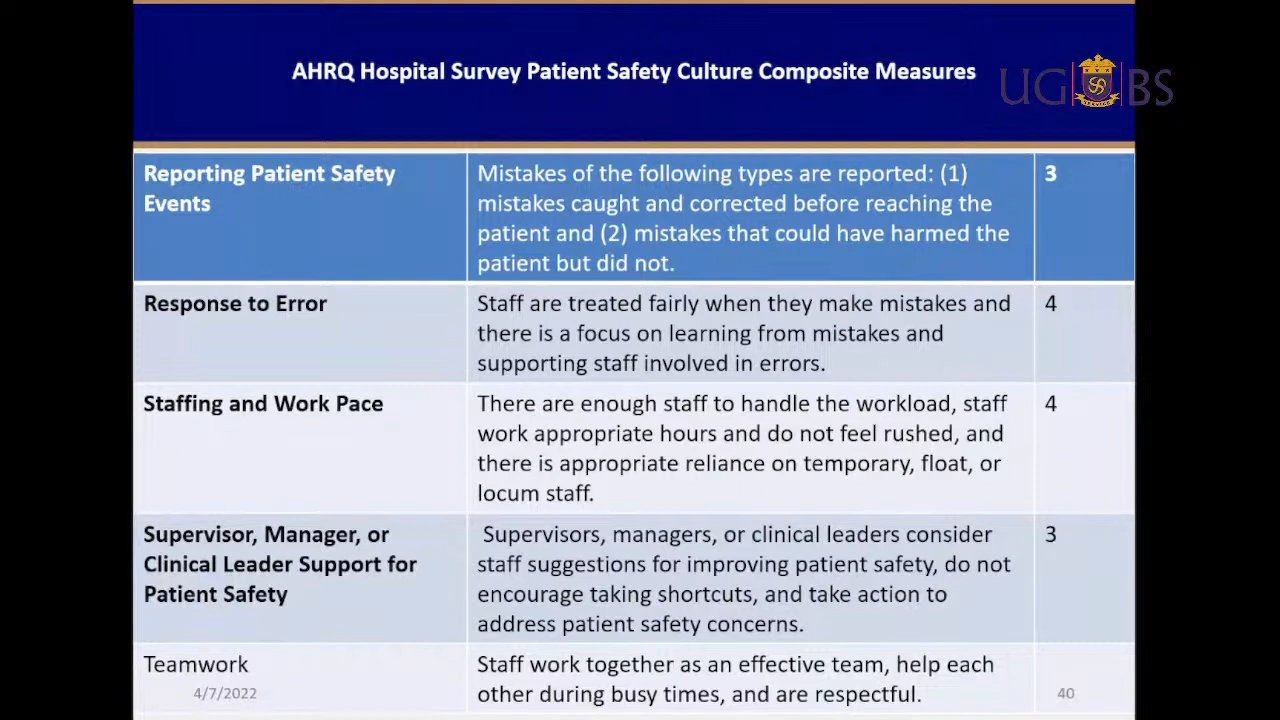 AHRQ Hospital Survey Patient Safety Culture Composite Measures
UG BS
Reporting Patient Safety
Events
Mistakes of the following types are reported: (1)
mistakes caught and corrected before reaching the
patient and (2) mistakes that could have harmed the
patient but did not.
3
Response to Error
Staff are treated fairly when they make mistakes and
there is a focus on learning from mistakes and
supporting staff involved in errors.
4
Staffing and Work Pace
There are enough staff to handle the workload, staff
work appropriate hours and do not feel rushed, and
there is appropriate reliance on temporary, float, or
locum staff.
4
Supervisor, Manager, or
Clinical Leader Support for
Patient Safety
Supervisors, managers, or clinical leaders consider
staff suggestions for improving patient safety, do not
encourage taking shortcuts, and take action to
address patient safety concerns.
3
Teamwork
Staff work together as an effective team, help each
other during busy times, and are respectful.
4/7/2022
40